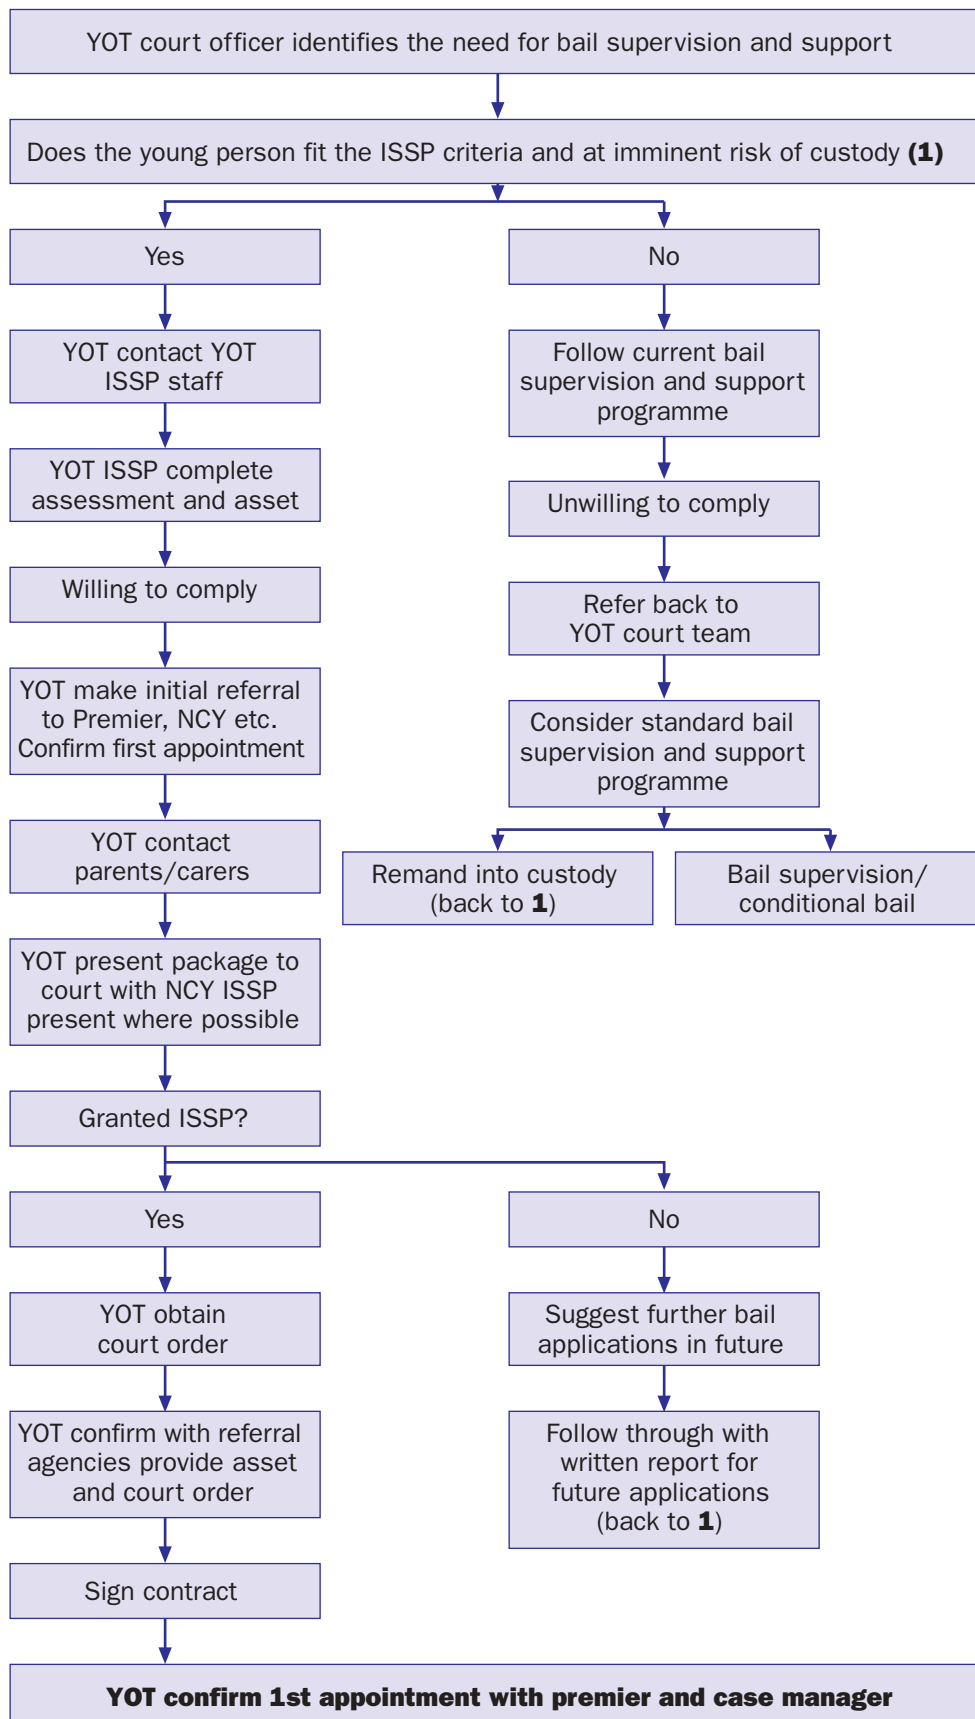 YOT court officer identifies the need for bail supervision and support
Does the young person fit the ISSP criteria and at imminent risk of custody (1)
Yes
No
YOT contact YOT
ISSP staff
Follow current bail
supervision and support
programme
YOT ISSP complete
assessment and asset
Unwilling to comply
Willing to comply
Refer back to
YOT court team
YOT make initial referral
to Premier, NCY etc.
Confirm first appointment
Consider standard bail
supervision and support
programme
YOT contact
parents/carers
Remand into custody
(back to 1)
Bail supervision/
conditional bail
YOT present package to
court with NCY ISSP
present where possible
Granted ISSP?
Yes
No
YOT obtain
court order
Suggest further bail
applications in future
YOT confirm with referral
agencies provide asset
and court order
Follow through with
written report for
future applications
(back to 1)
Sign contract
YOT confirm 1st appointment with premier and case manager